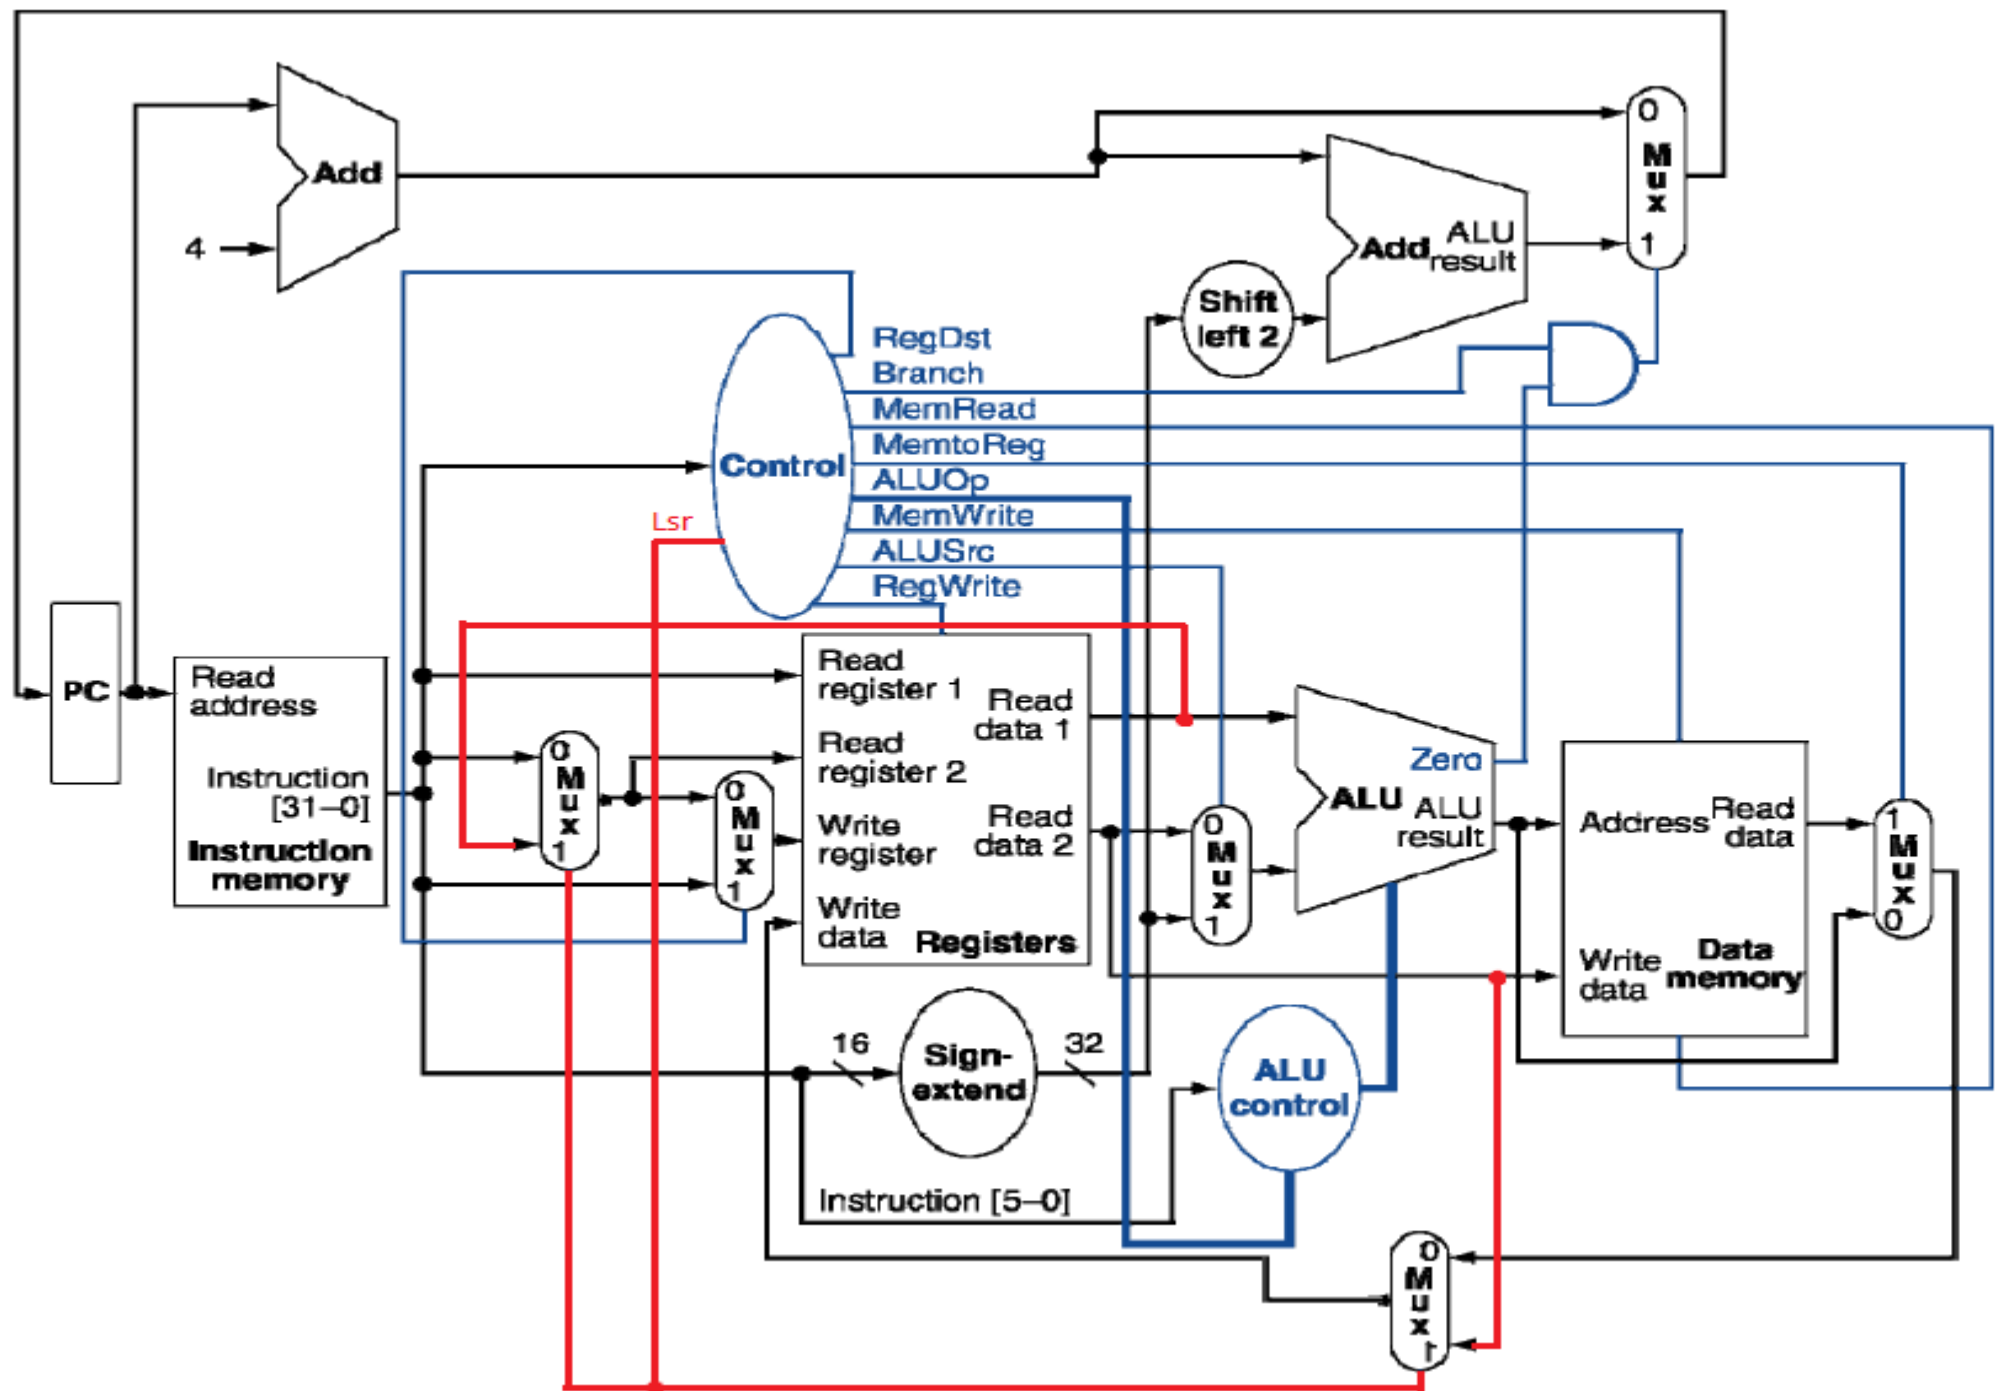 0
M
u
x
1
Add
4
Add
ALU
result
Shift
left 2
RegDst
Branch
MemRead
MemtoReg
ALUOp
MemWrite
ALUSrc
RegWrite
Control
Lsr
PC
Read
address
Instruction
[31–0]
Instruction
memory
0
M
u
x
1
0
M
u
x
1
Read
register 1
Read
register 2
Write
register
Write
data
Read
data 1
Read
data 2
Registers
0
M
u
x
1
Zero
ALU
ALU
result
Address
Read
data
Write
data
Data
memory
1
M
u
x
0
16
Sign-
extend
32
ALU
control
Instruction [5–0]
0
M
u
x
1